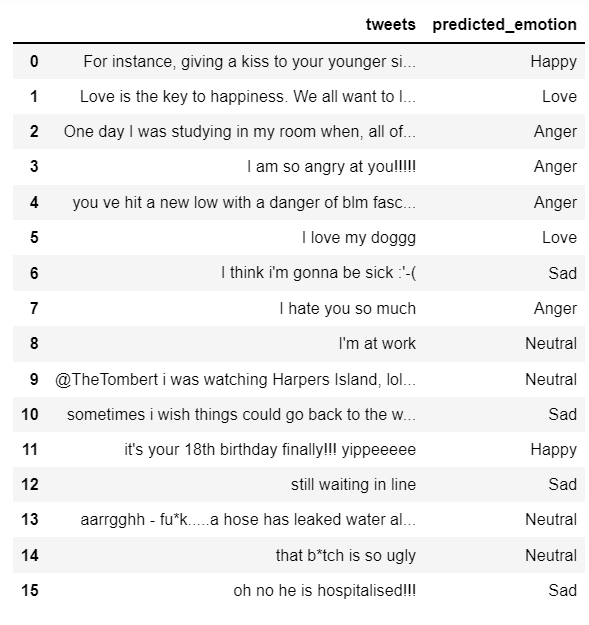 tweets predicted_emotion
0 For instance, giving a kiss to your younger si... Happy
1 Love is the key to happiness. We all want to l... Love
2 One day I was studying in my room when, all of... Anger
3 I am so angry at you!!!!! Anger
4 you ve hit a new low with a danger of blm fasc... Anger
5 I love my doggg Love
6 I think i'm gonna be sick :'-( Sad
7 I hate you so much Anger
8 I'm at work Neutral
9 @TheTombert i was watching Harpers Island, lol... Neutral
10 sometimes i wish things could go back to the w... Sad
11 it's your 18th birthday finally!!! yippeeeee Happy
12 still waiting in line Sad
13 aarrgghh - fu*k.....a hose has leaked water al... Neutral
14 that b*tch is so ugly Neutral
15 oh no he is hospitalised!!! Sad